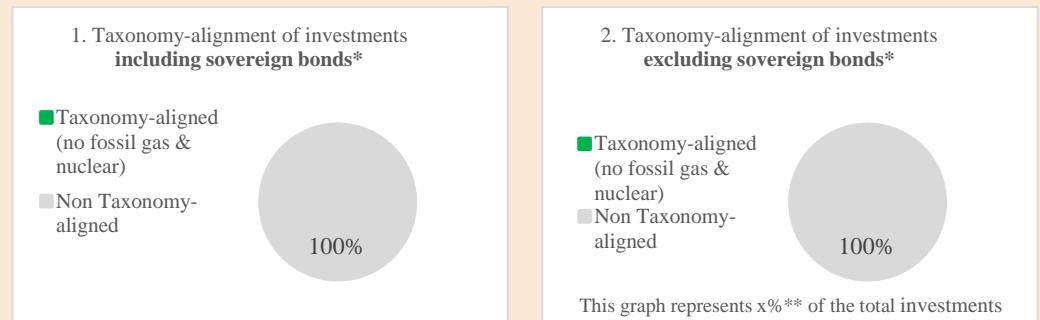 1. Taxonomy-alignment of investments
including sovereign bonds*
Taxonomy-aligned
(no fossil gas &
nuclear)
Non Taxonomy-
aligned
100%
2. Taxonomy-alignment of investments
excluding sovereign bonds*
Taxonomy-aligned
(no fossil gas &
nuclear)
Non Taxonomy-
aligned
100%
This graph represents x%** of the total investments